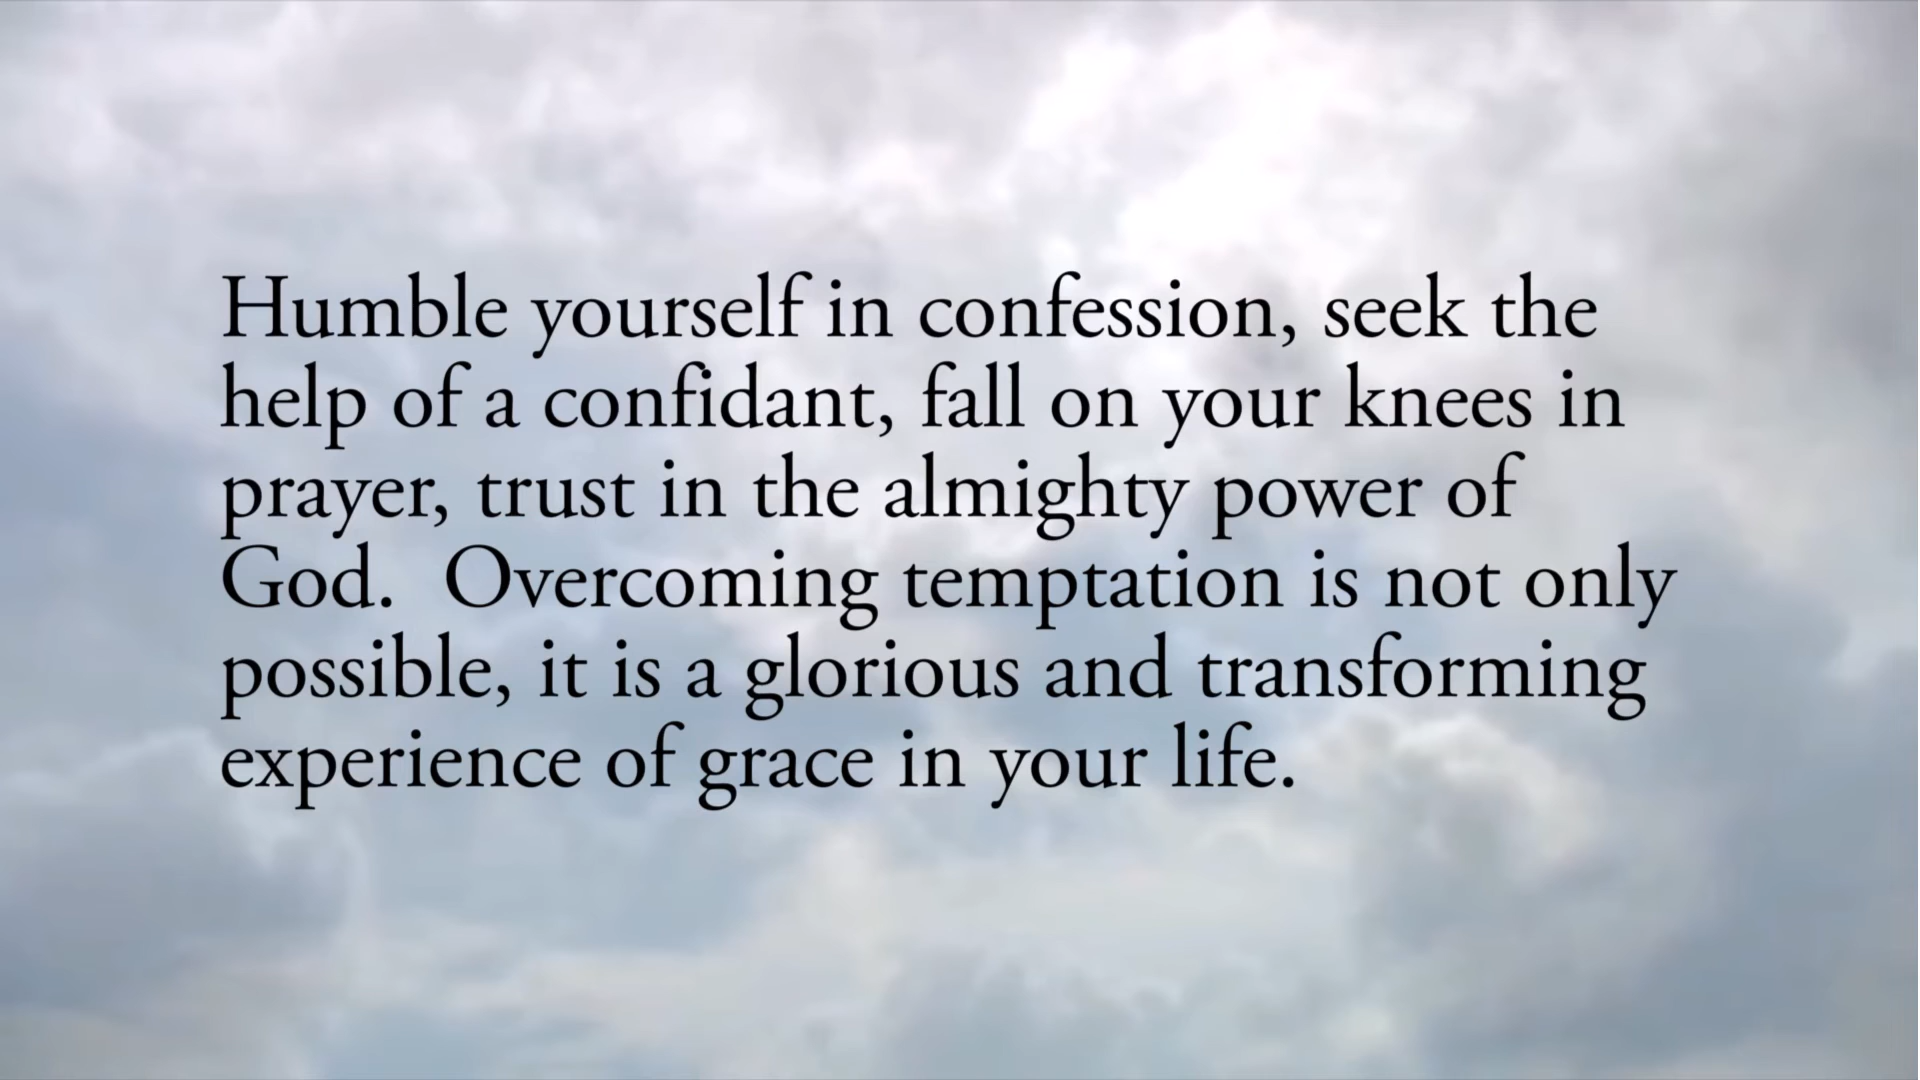 Humble yourself in confession, seek the
help of a confidant, fall on your knees in
prayer, trust in the almighty power of
God.  Overcoming temptation is not only
possible, it is a glorious and transforming
experience of grace in your life.